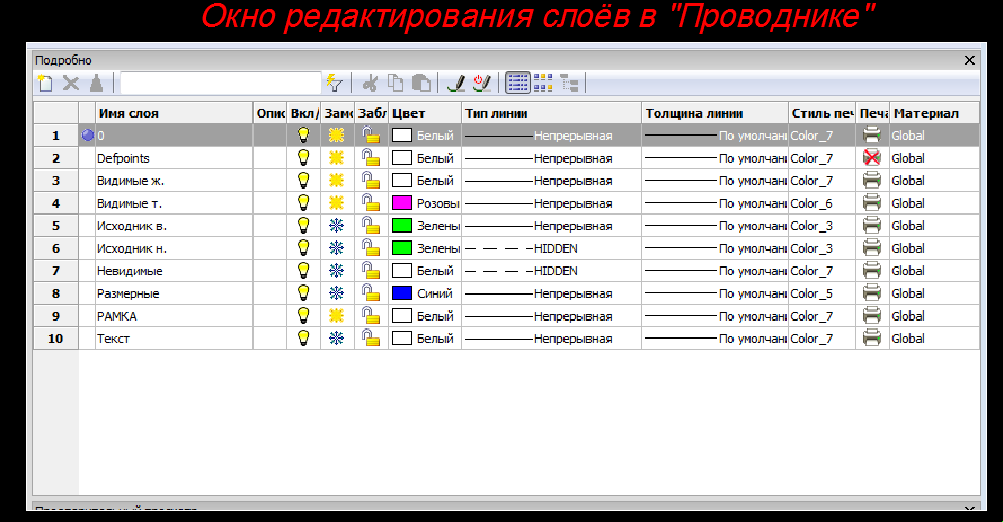 Окно редактирования слоёв в "Проводнике"
Подробно
Имя слоя Опис Вкл/ Замо Забл Цвет Тип линии Толщина линии Стиль печ Печа Материал
1 0 Белый Непрерывная По умолчани Color_7 Global
2 Defpoints Белый Непрерывная По умолчани Color_7 Global
3 Видимые ж. Белый Непрерывная По умолчани Color_7 Global
4 Видимые т. Розовы Непрерывная По умолчани Color_6 Global
5 Исходник в. Зелены Непрерывная По умолчани Color_3 Global
6 Исходник н. Зелены HIDDEN По умолчани Color_3 Global
7 Невидимые Белый HIDDEN По умолчани Color_7 Global
8 Размерные Синий Непрерывная По умолчани Color_5 Global
9 РАМКА Белый Непрерывная По умолчани Color_7 Global
10 Текст Белый Непрерывная По умолчани Color_7 Global